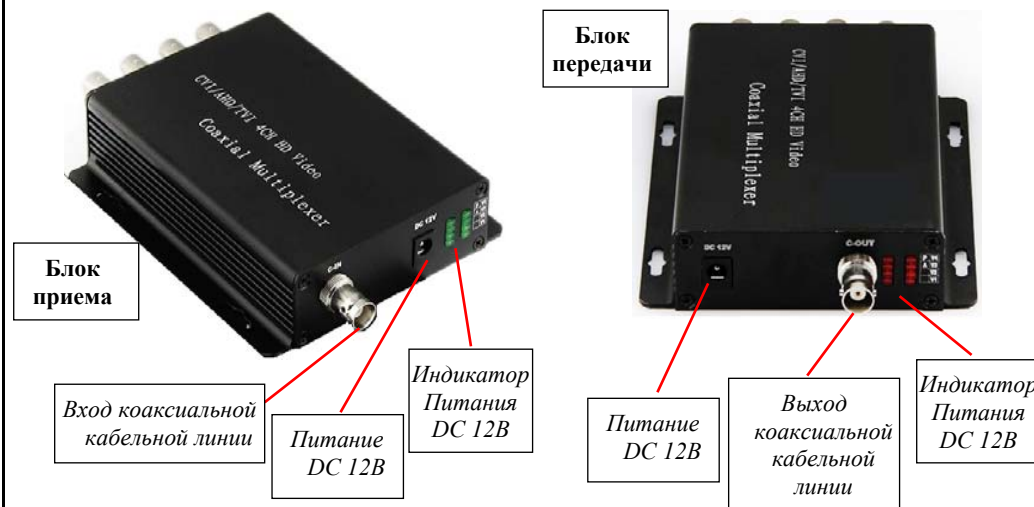 Блок
приема
CVI/AHD/TVI 4CH HD Video
Coaxial Multiplexer
C-IN
DC 12V
Вход коаксиальной
кабельной линии
Питание
DC 12В
Индикатор
Питания
DC 12В
Блок
передачи
CVI/AHD/TVI 4CH HD Video
Coaxial Multiplexer
DC 12V
C-OUT
Питание
DC 12В
Выход
коаксиальной
кабельной
линии
Индикатор
Питания
DC 12В